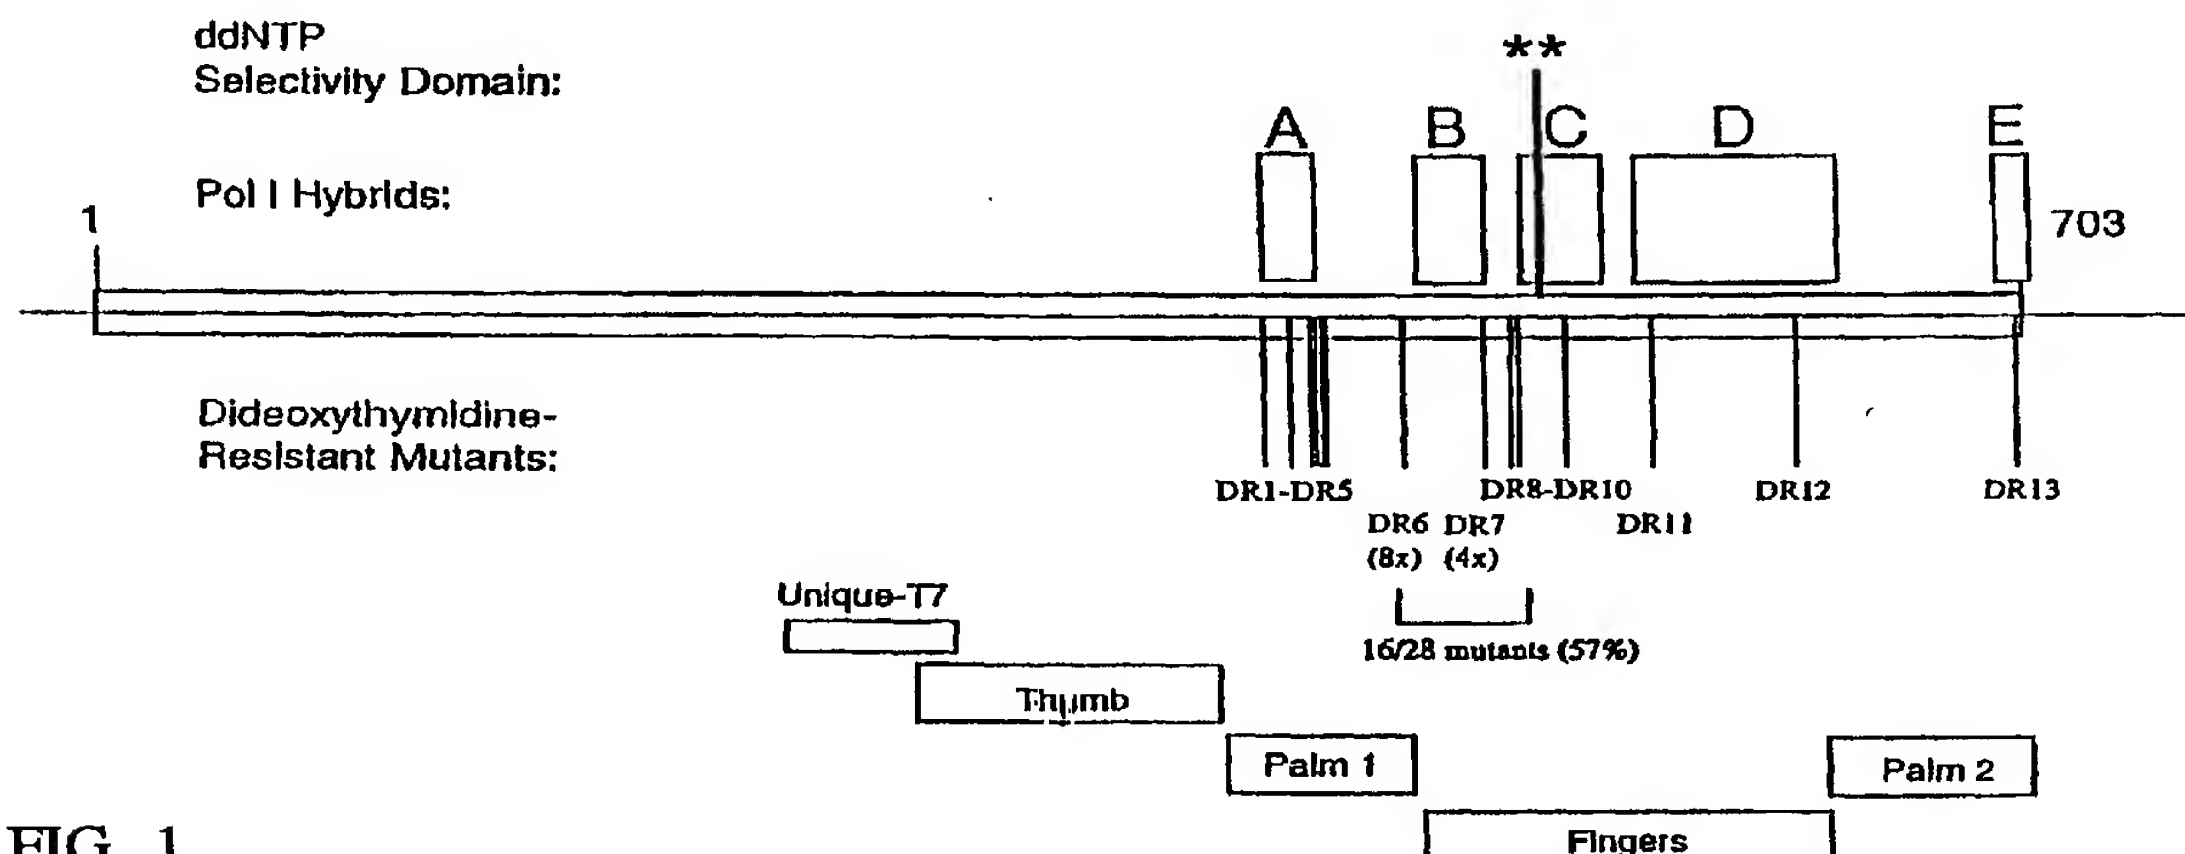 ddNTP
Selectivity Domain:
**
A B C D E
Pol I Hybrids:
1
703
Dideoxythymidine-
Resistant Mutants:
DR1-DR5 DR8-DR10 DR12 DR13
DR6 DR7 DR11
(8x) (4x)
Unique-T7
16/28 mutants (57%)
Thumb
Palm 1
Palm 2
Fingers
FIG. 1